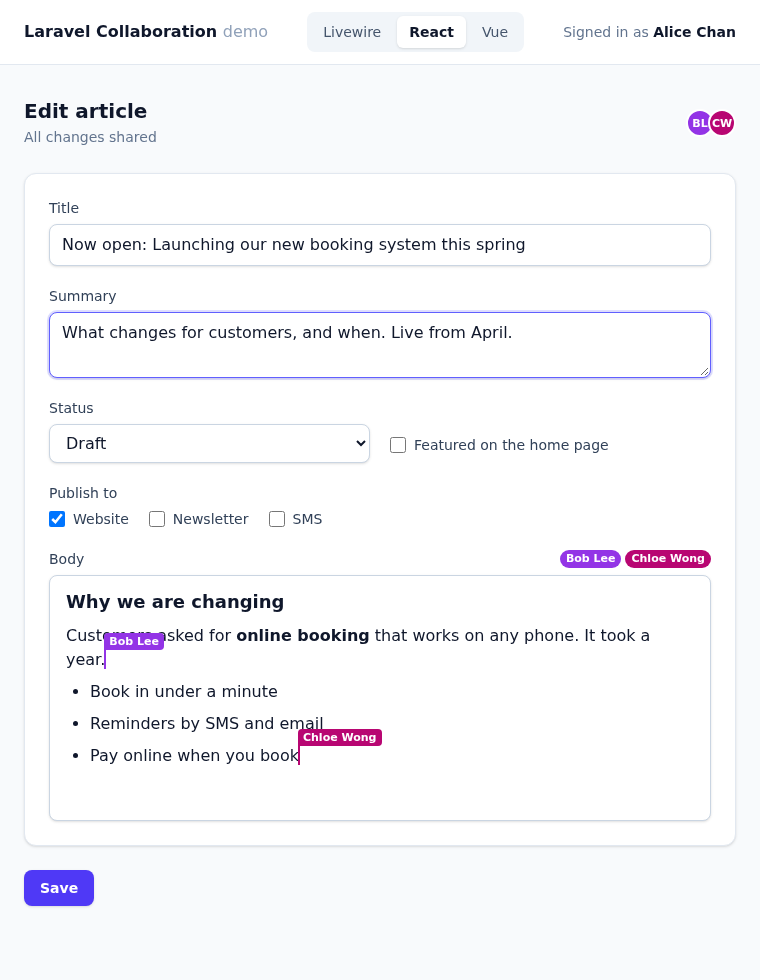 Laravel Collaboration demo
Livewire React Vue
Signed in as Alice Chan
Edit article
All changes shared
BL CW
Title
Now open: Launching our new booking system this spring
Summary
What changes for customers, and when. Live from April.
Status
Draft
Featured on the home page
Publish to
Website Newsletter SMS
Body
Bob Lee Chloe Wong
Why we are changing
Customers asked for online booking that works on any phone. It took a
Bob Lee
year.
• Book in under a minute
• Reminders by SMS and email
Chloe Wong
• Pay online when you book
Save